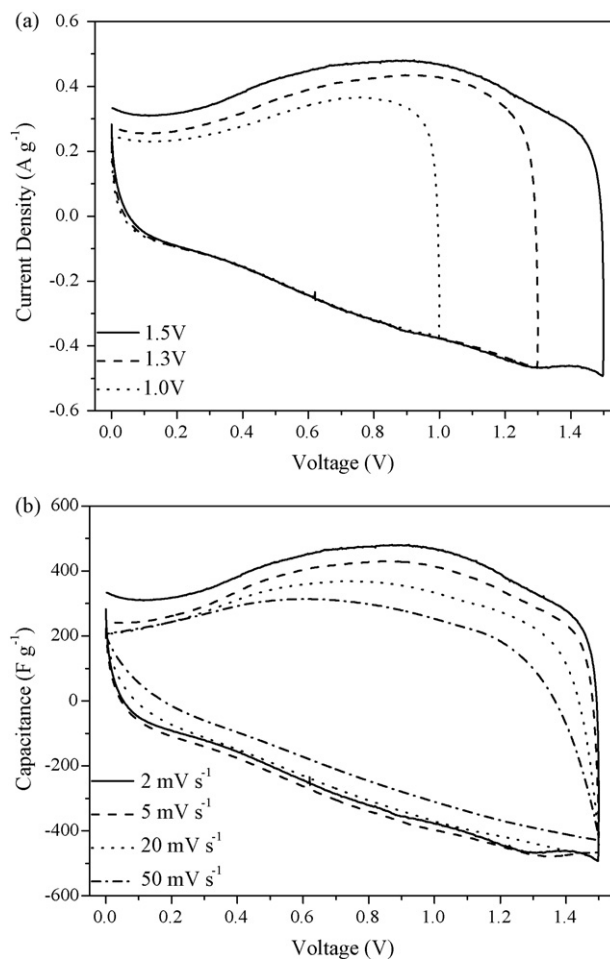 (a)
0.6
0.4
0.2
0.0
-0.2
-0.4
-0.6
Current Density (A g⁻¹)
1.5V
1.3V
1.0V
0.0 0.2 0.4 0.6 0.8 1.0 1.2 1.4
Voltage (V)
(b)
600
400
200
0
-200
-400
-600
Capacitance (F g⁻¹)
2 mV s⁻¹
5 mV s⁻¹
20 mV s⁻¹
50 mV s⁻¹
0.0 0.2 0.4 0.6 0.8 1.0 1.2 1.4
Voltage (V)